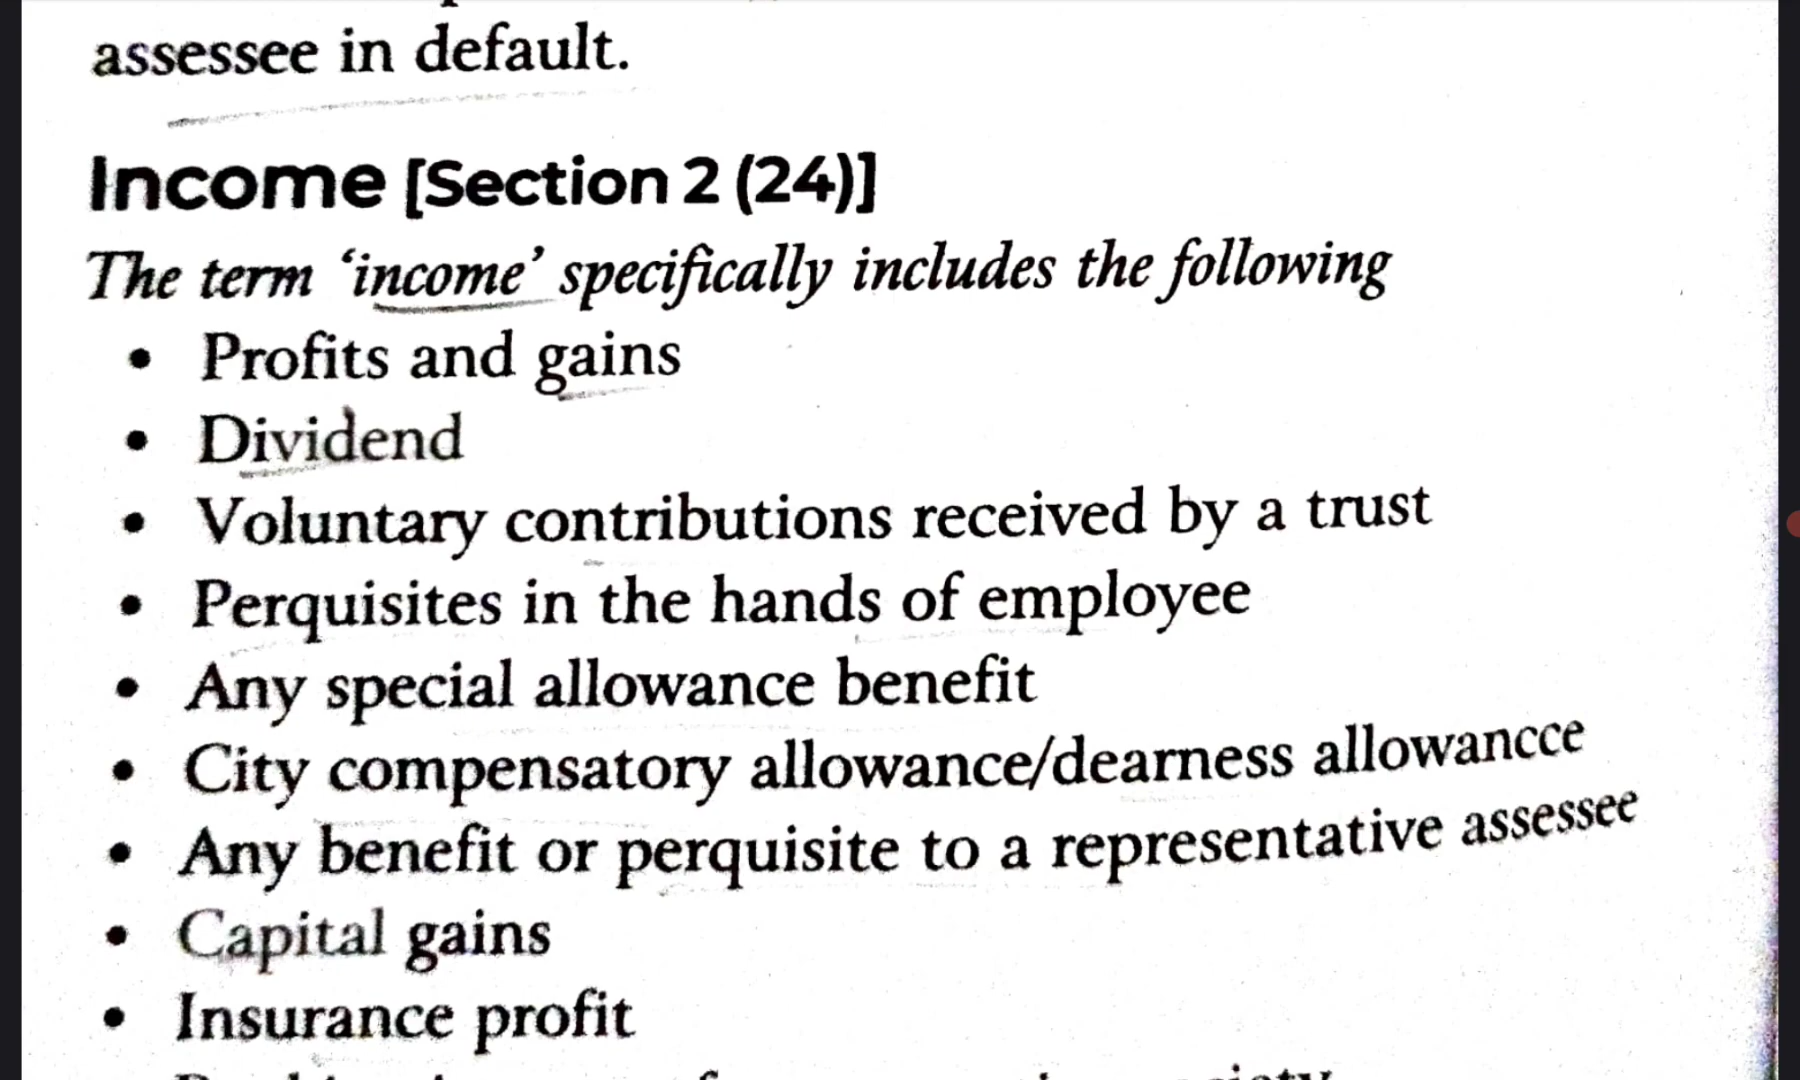 assessee in default.
Income [Section 2 (24)]
The term ‘income’ specifically includes the following
• Profits and gains
• Dividend
• Voluntary contributions received by a trust
• Perquisites in the hands of employee
• Any special allowance benefit
• City compensatory allowance/dearness allowancce
• Any benefit or perquisite to a representative assessee
• Capital gains
• Insurance profit